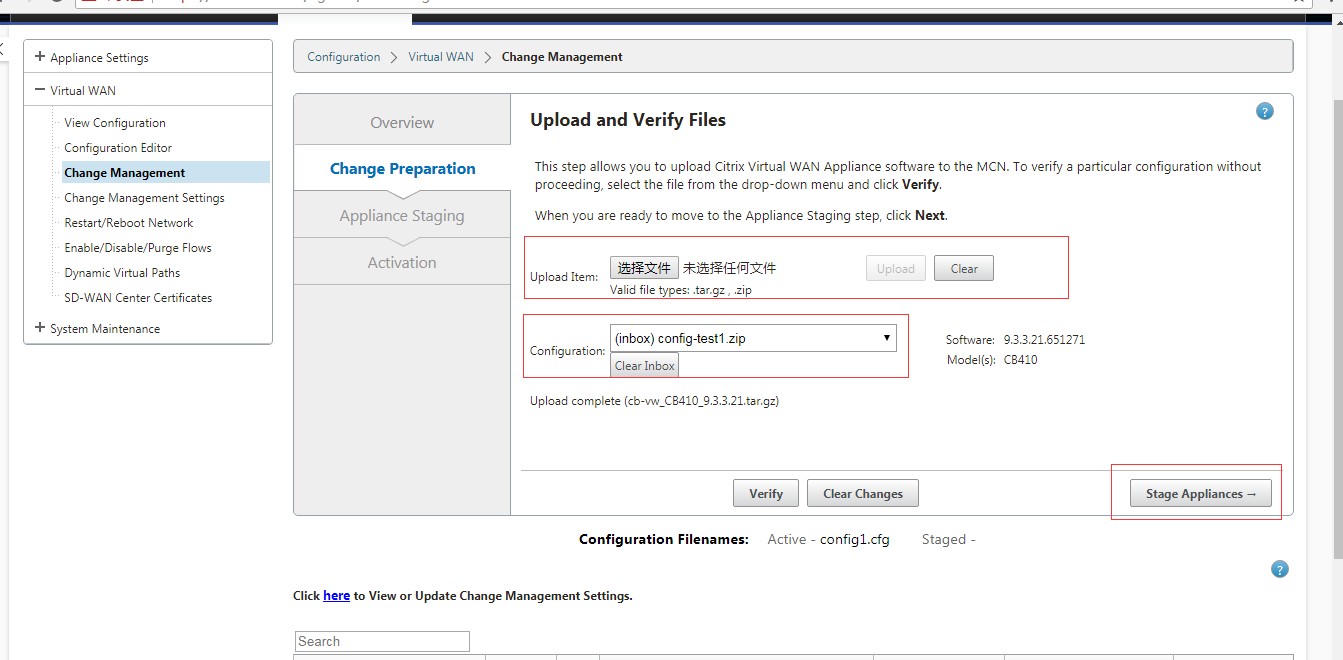 Appliance Settings
Virtual WAN
View Configuration
Configuration Editor
Change Management
Change Management Settings
Restart/Reboot Network
Enable/Disable/Purge Flows
Dynamic Virtual Paths
SD-WAN Center Certificates
System Maintenance
Configuration > Virtual WAN > Change Management
Overview
Change Preparation
Appliance Staging
Activation
Upload and Verify Files
This step allows you to upload Citrix Virtual WAN Appliance software to the MCN. To verify a particular configuration without
proceeding, select the file from the drop-down menu and click Verify.
When you are ready to move to the Appliance Staging step, click Next.
Upload Item: 选择文件 未选择任何文件 Upload Clear
Valid file types: .tar.gz , .zip
Configuration: (inbox) config-test1.zip
Clear Inbox
Software: 9.3.3.21.651271
Model(s): CB410
Upload complete (cb-vw_CB410_9.3.3.21.tar.gz)
Verify Clear Changes Stage Appliances →
Configuration Filenames: Active - config1.cfg Staged -
Click here to View or Update Change Management Settings.
Search